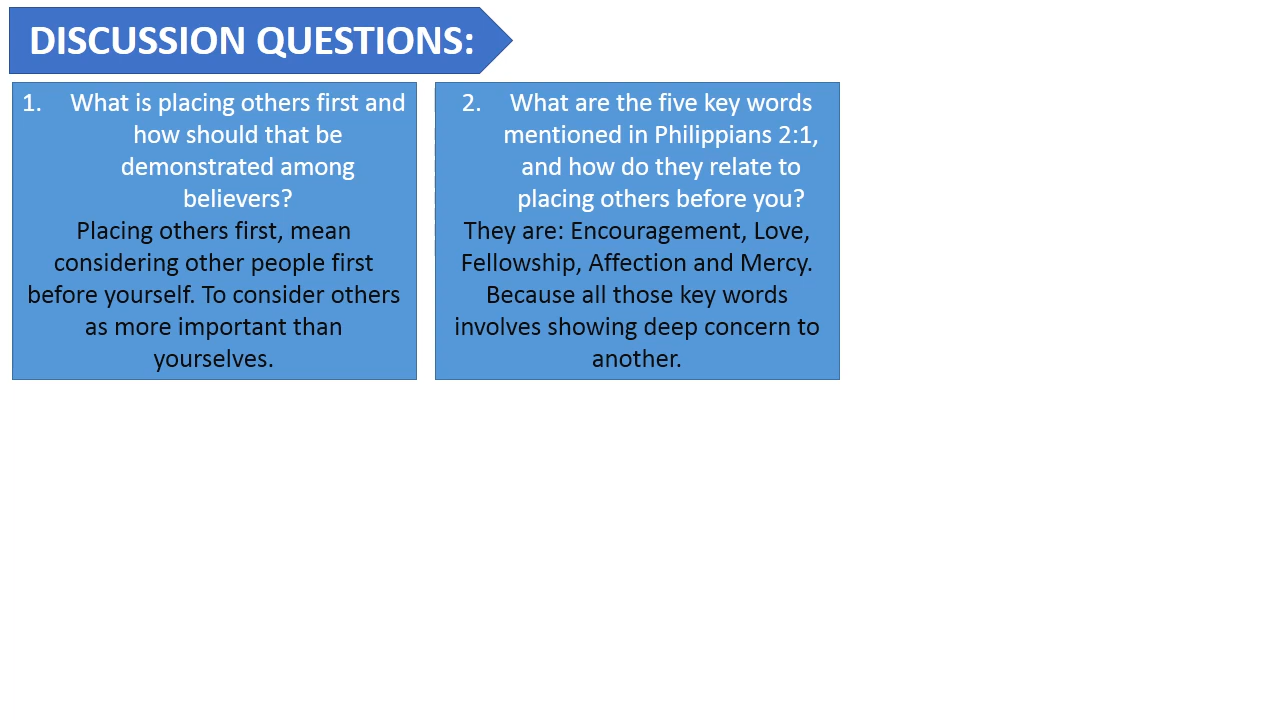 DISCUSSION QUESTIONS:
1. What is placing others first and
how should that be
demonstrated among
believers?
Placing others first, mean
considering other people first
before yourself. To consider others
as more important than
yourselves.
2. What are the five key words
mentioned in Philippians 2:1,
and how do they relate to
placing others before you?
They are: Encouragement, Love,
Fellowship, Affection and Mercy.
Because all those key words
involves showing deep concern to
another.